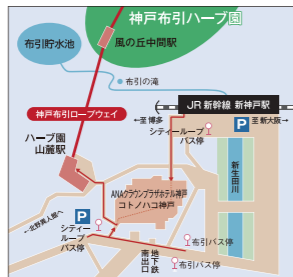 神戸布引ハーブ園
風の丘中間駅
布引貯水池
布引の滝
神戸布引ロープウェイ
JR 新幹線 新神戸駅
←至 博多
至 新大阪→
シティーループ
バス停
P
ハーブ園
山麓駅
新生田川
ANAクラウンプラザホテル神戸
コトノハコ神戸
←北野異人館へ
P
シティー
ループ
バス停
地下鉄
南出口
布引バス停
布引バス停